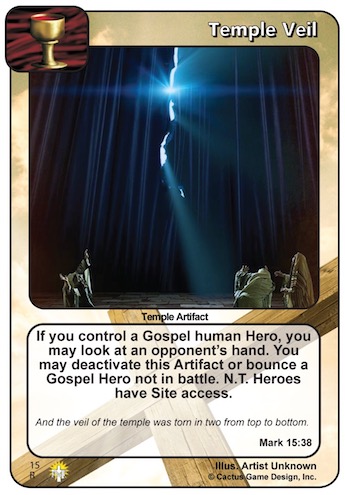 Temple Veil
Temple Artifact
If you control a Gospel human Hero, you
may look at an opponent's hand. You
may deactivate this Artifact or bounce a
Gospel Hero not in battle. N.T. Heroes
have Site access.
And the veil of the temple was torn in two from top to bottom.
Mark 15:38
15
R
Illus. Artist Unknown
© Cactus Game Design, Inc.